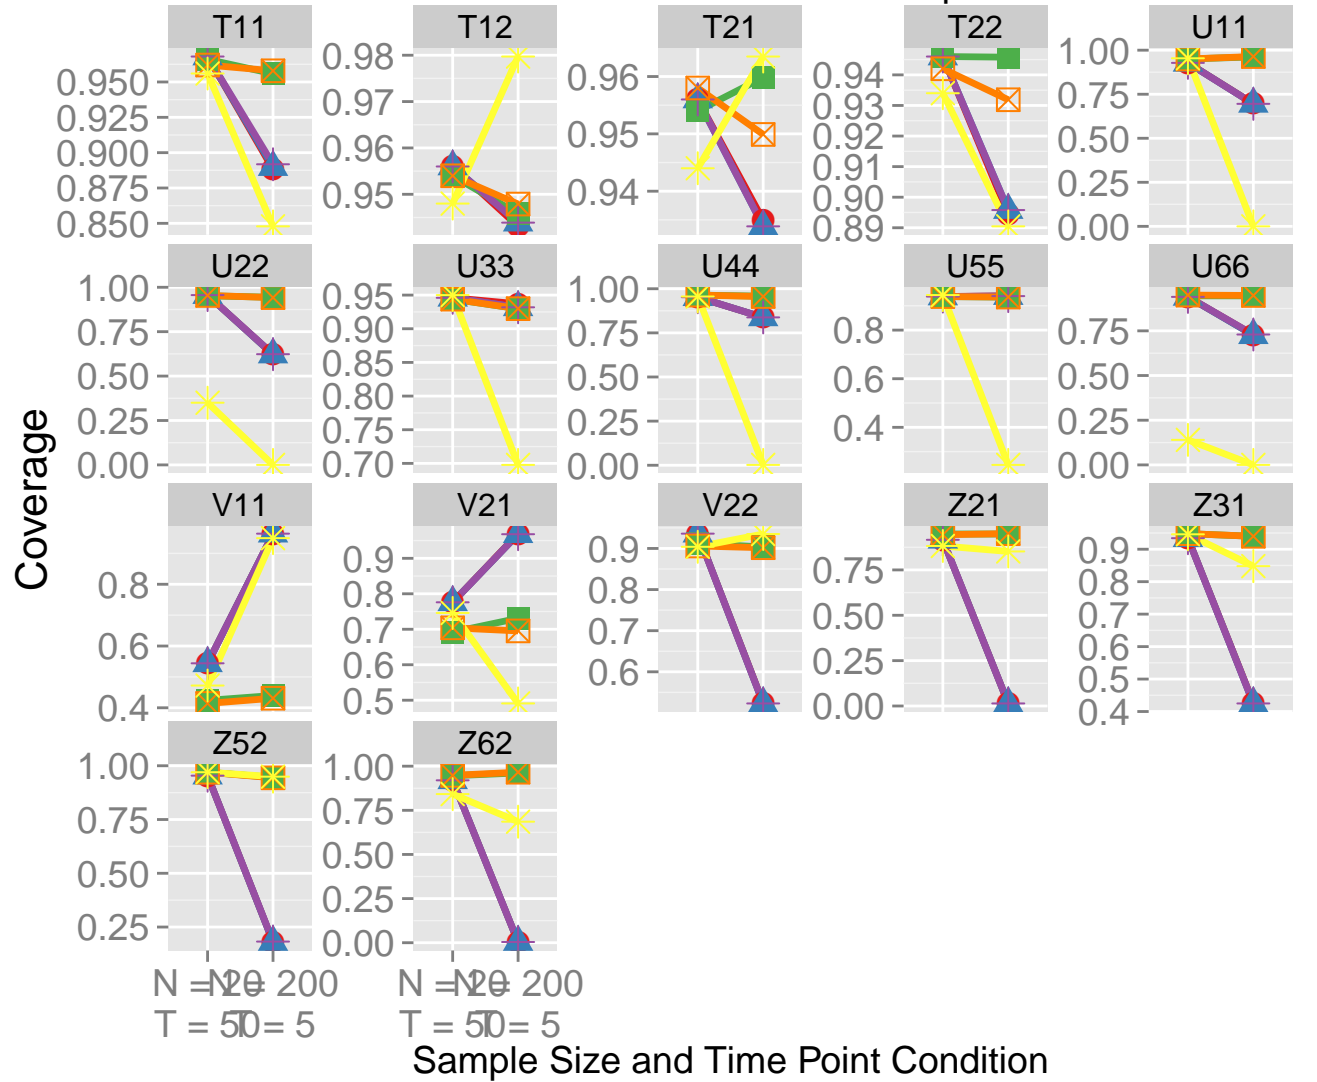 T11 T12 T21 T22 U11
0.950 0.925 0.900 0.875 0.850
0.98 0.97 0.96 0.95
0.96 0.95 0.94
0.94 0.93 0.92 0.91 0.90 0.89
1.00 0.75 0.50 0.25 0.00
U22 U33 U44 U55 U66
1.00 0.75 0.50 0.25 0.00
0.95 0.90 0.85 0.80 0.75 0.70
1.00 0.75 0.50 0.25 0.00
0.8 0.6 0.4
0.75 0.50 0.25 0.00
V11 V21 V22 Z21 Z31
0.8 0.6 0.4
0.9 0.8 0.7 0.6 0.5
0.9 0.8 0.7 0.6
0.75 0.50 0.25 0.00
0.9 0.8 0.7 0.6 0.5 0.4
Z52 Z62
1.00 0.75 0.50 0.25
1.00 0.75 0.50 0.25 0.00
Coverage
N = 20 N = 200 N = 20 N = 200
T = 50 T = 5 T = 50 T = 5
Sample Size and Time Point Condition